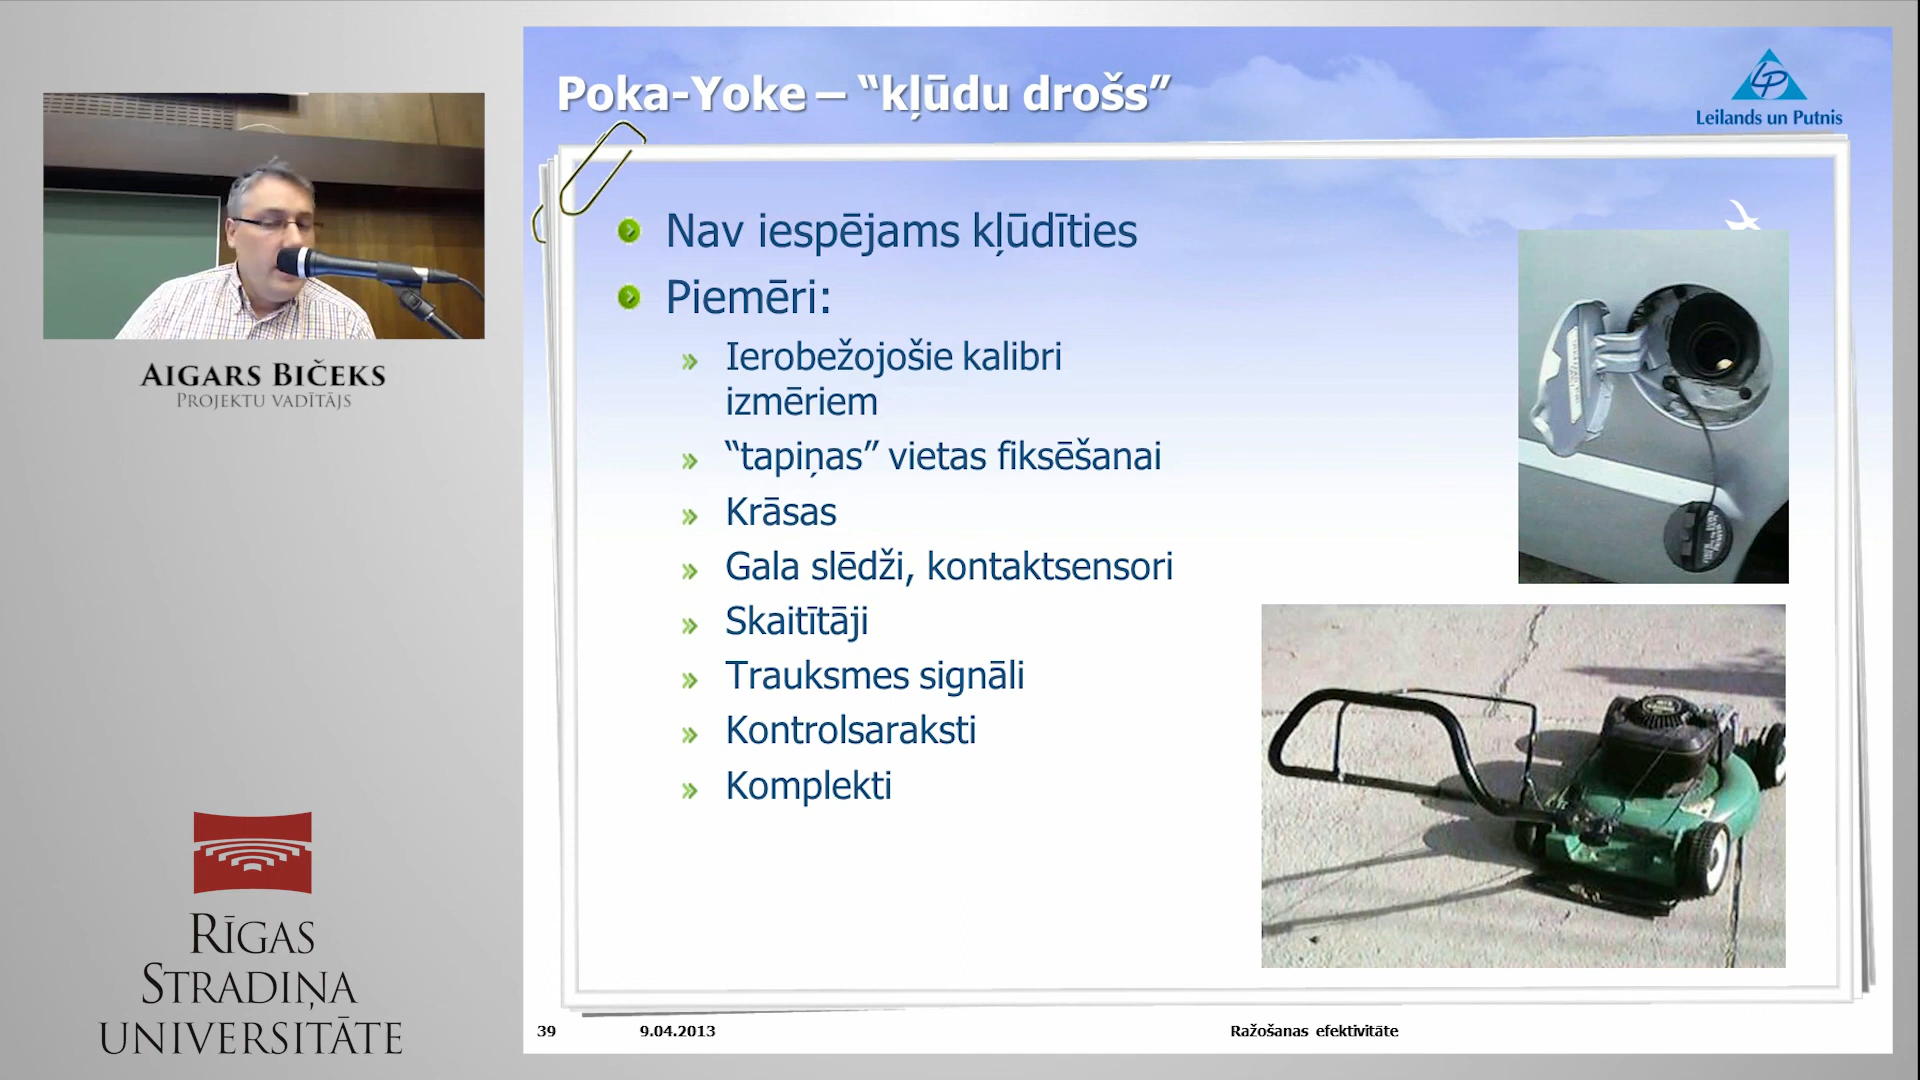 Poka-Yoke – “kļūdu drošs”
Leilands un Putnis
Nav iespējams kļūdīties
Piemēri:
Ierobežojošie kalibri
izmēriem
“tapiņas” vietas fiksēšanai
Krāsas
Gala slēdži, kontaktsensori
Skaitītāji
Trauksmes signāli
Kontrolsaraksti
Komplekti
39
9.04.2013
Ražošanas efektivitāte
AIGARS BIČEKS
PROJEKTU VADĪTĀJS
RĪGAS
STRADIŅA
UNIVERSITĀTE